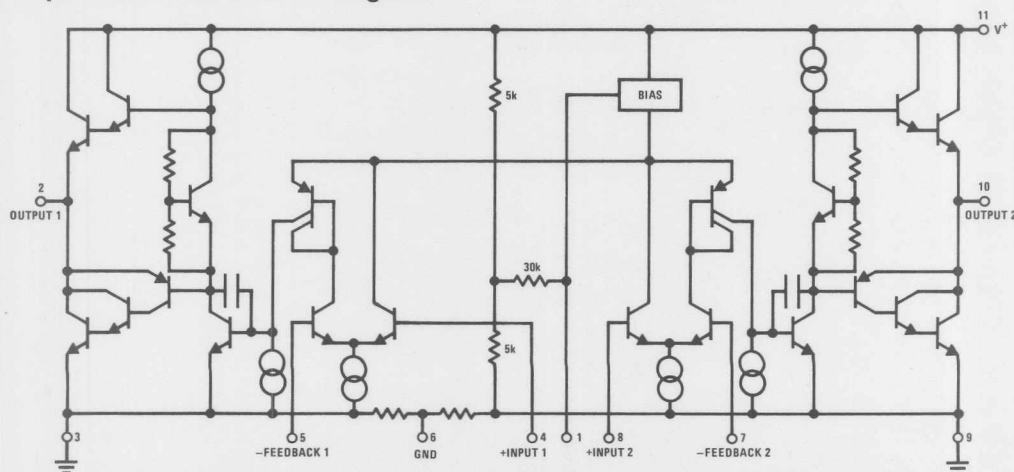 11
V+
5k
BIAS
2
OUTPUT 1
10
OUTPUT 2
30k
5k
3
5
-FEEDBACK 1
6
GND
4
+INPUT 1
1
8
+INPUT 2
7
-FEEDBACK 2
9